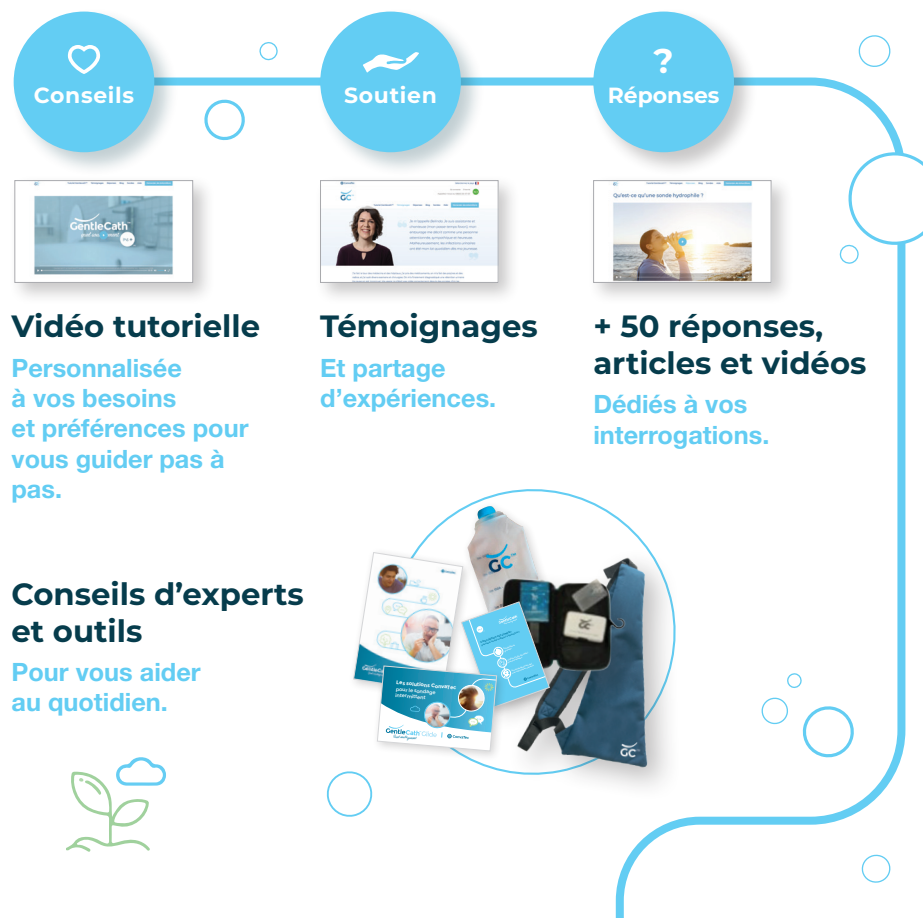 Conseils
Soutien
?
Réponses
GentleCath
GC
Qu'est-ce qu'une sonde hydrophile ?
Vidéo tutorielle
Personnalisée
à vos besoins
et préférences pour
vous guider pas à
pas.
Témoignages
Et partage
d'expériences.
+ 50 réponses,
articles et vidéos
Dédiés à vos
interrogations.
Conseils d'experts
et outils
Pour vous aider
au quotidien.
GC
GC
Les solutions ConvaTec
pour le sondage
intermittent
GentleCath Glide
ConvaTec
GC